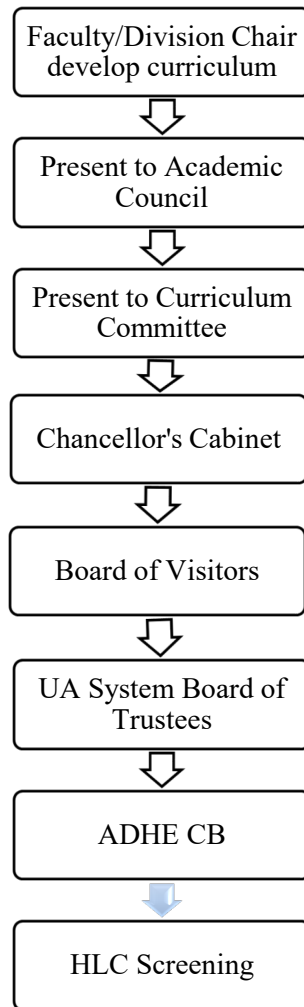 Faculty/Division Chair
develop curriculum
Present to Academic
Council
Present to Curriculum
Committee
Chancellor's Cabinet
Board of Visitors
UA System Board of
Trustees
ADHE CB
HLC Screening